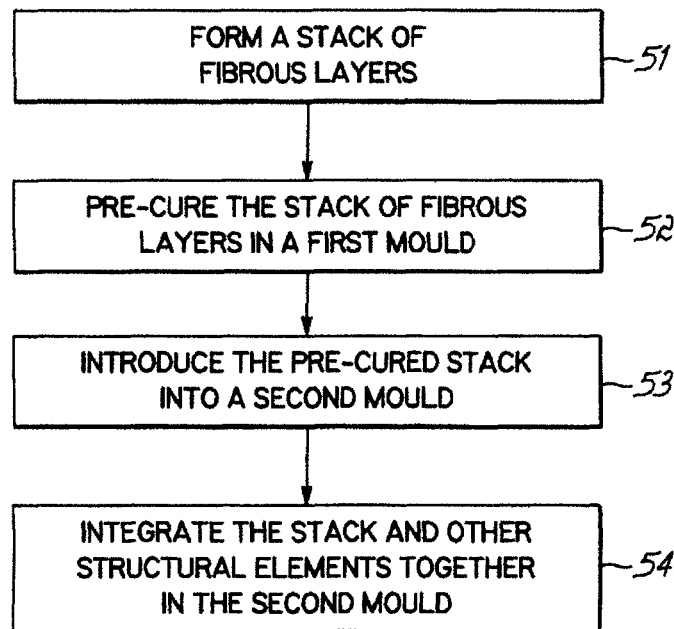 FORM A STACK OF
FIBROUS LAYERS
51
PRE-CURE THE STACK OF FIBROUS
LAYERS IN A FIRST MOULD
52
INTRODUCE THE PRE-CURED STACK
INTO A SECOND MOULD
53
INTEGRATE THE STACK AND OTHER
STRUCTURAL ELEMENTS TOGETHER
IN THE SECOND MOULD
54